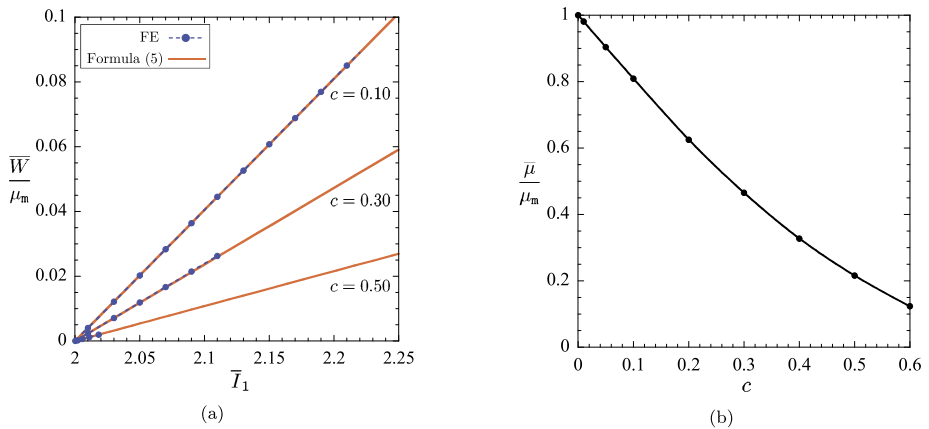 0.1
0.08
0.06
0.04
0.02
0
W̅
μₘ
FE
Formula (5)
c = 0.10
c = 0.30
c = 0.50
2 2.05 2.1 2.15 2.2 2.25
I̅₁
(a)
1
0.8
0.6
0.4
0.2
0
μ̅
μₘ
0 0.1 0.2 0.3 0.4 0.5 0.6
c
(b)